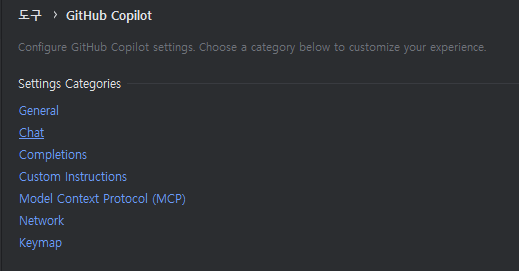 도구 > GitHub Copilot
Configure GitHub Copilot settings. Choose a category below to customize your experience.
Settings Categories
General
Chat
Completions
Custom Instructions
Model Context Protocol (MCP)
Network
Keymap